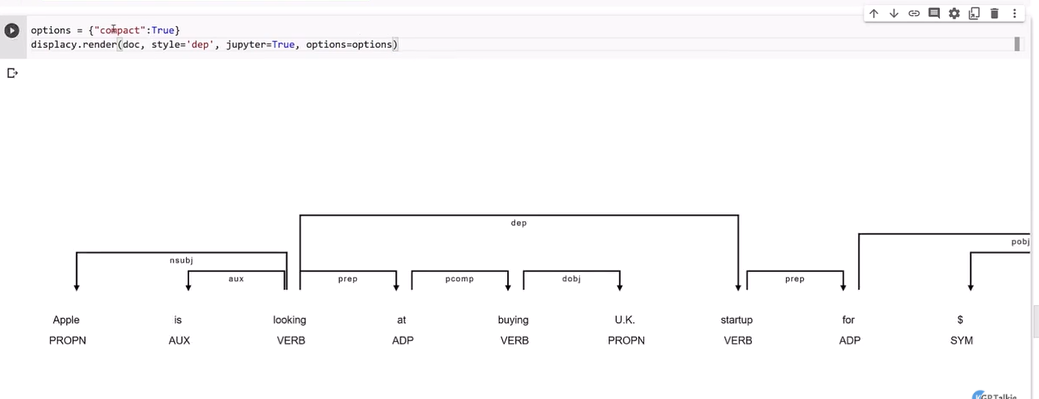 options = {"compact":True}
displacy.render(doc, style='dep', jupyter=True, options=options)
dep
pobj
nsubj
aux
prep
pcomp
dobj
prep
Apple is looking at buying U.K. startup for $
PROPN AUX VERB ADP VERB PROPN VERB ADP SYM